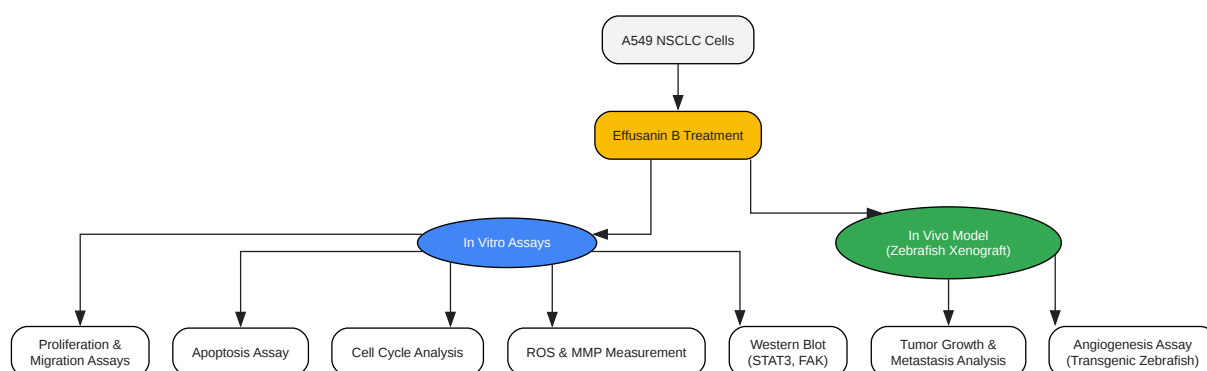 A549 NSCLC Cells
Effusanin B Treatment
In Vitro Assays
In Vivo Model
(Zebrafish Xenograft)
Proliferation &
Migration Assays
Apoptosis Assay
Cell Cycle Analysis
ROS & MMP Measurement
Western Blot
(STAT3, FAK)
Tumor Growth &
Metastasis Analysis
Angiogenesis Assay
(Transgenic Zebrafish)